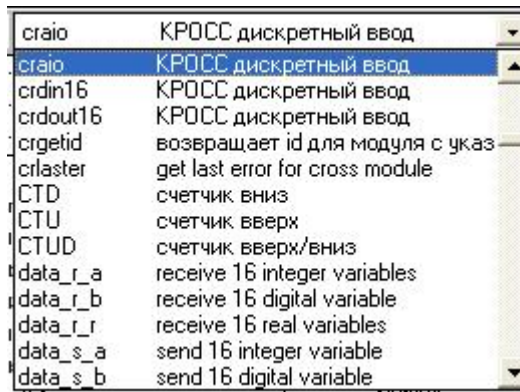 craio КРОСС дискретный ввод
craio КРОСС дискретный ввод
crdin16 КРОСС дискретный ввод
crdout16 КРОСС дискретный ввод
crgetid возвращает id для модуля с указ
crlaster get last error for cross module
CTD счетчик вниз
CTU счетчик вверх
CTUD счетчик вверх/вниз
data_r_a receive 16 integer variables
data_r_b receive 16 digital variable
data_r_r receive 16 real variables
data_s_a send 16 integer variable
data_s_b send 16 digital variable